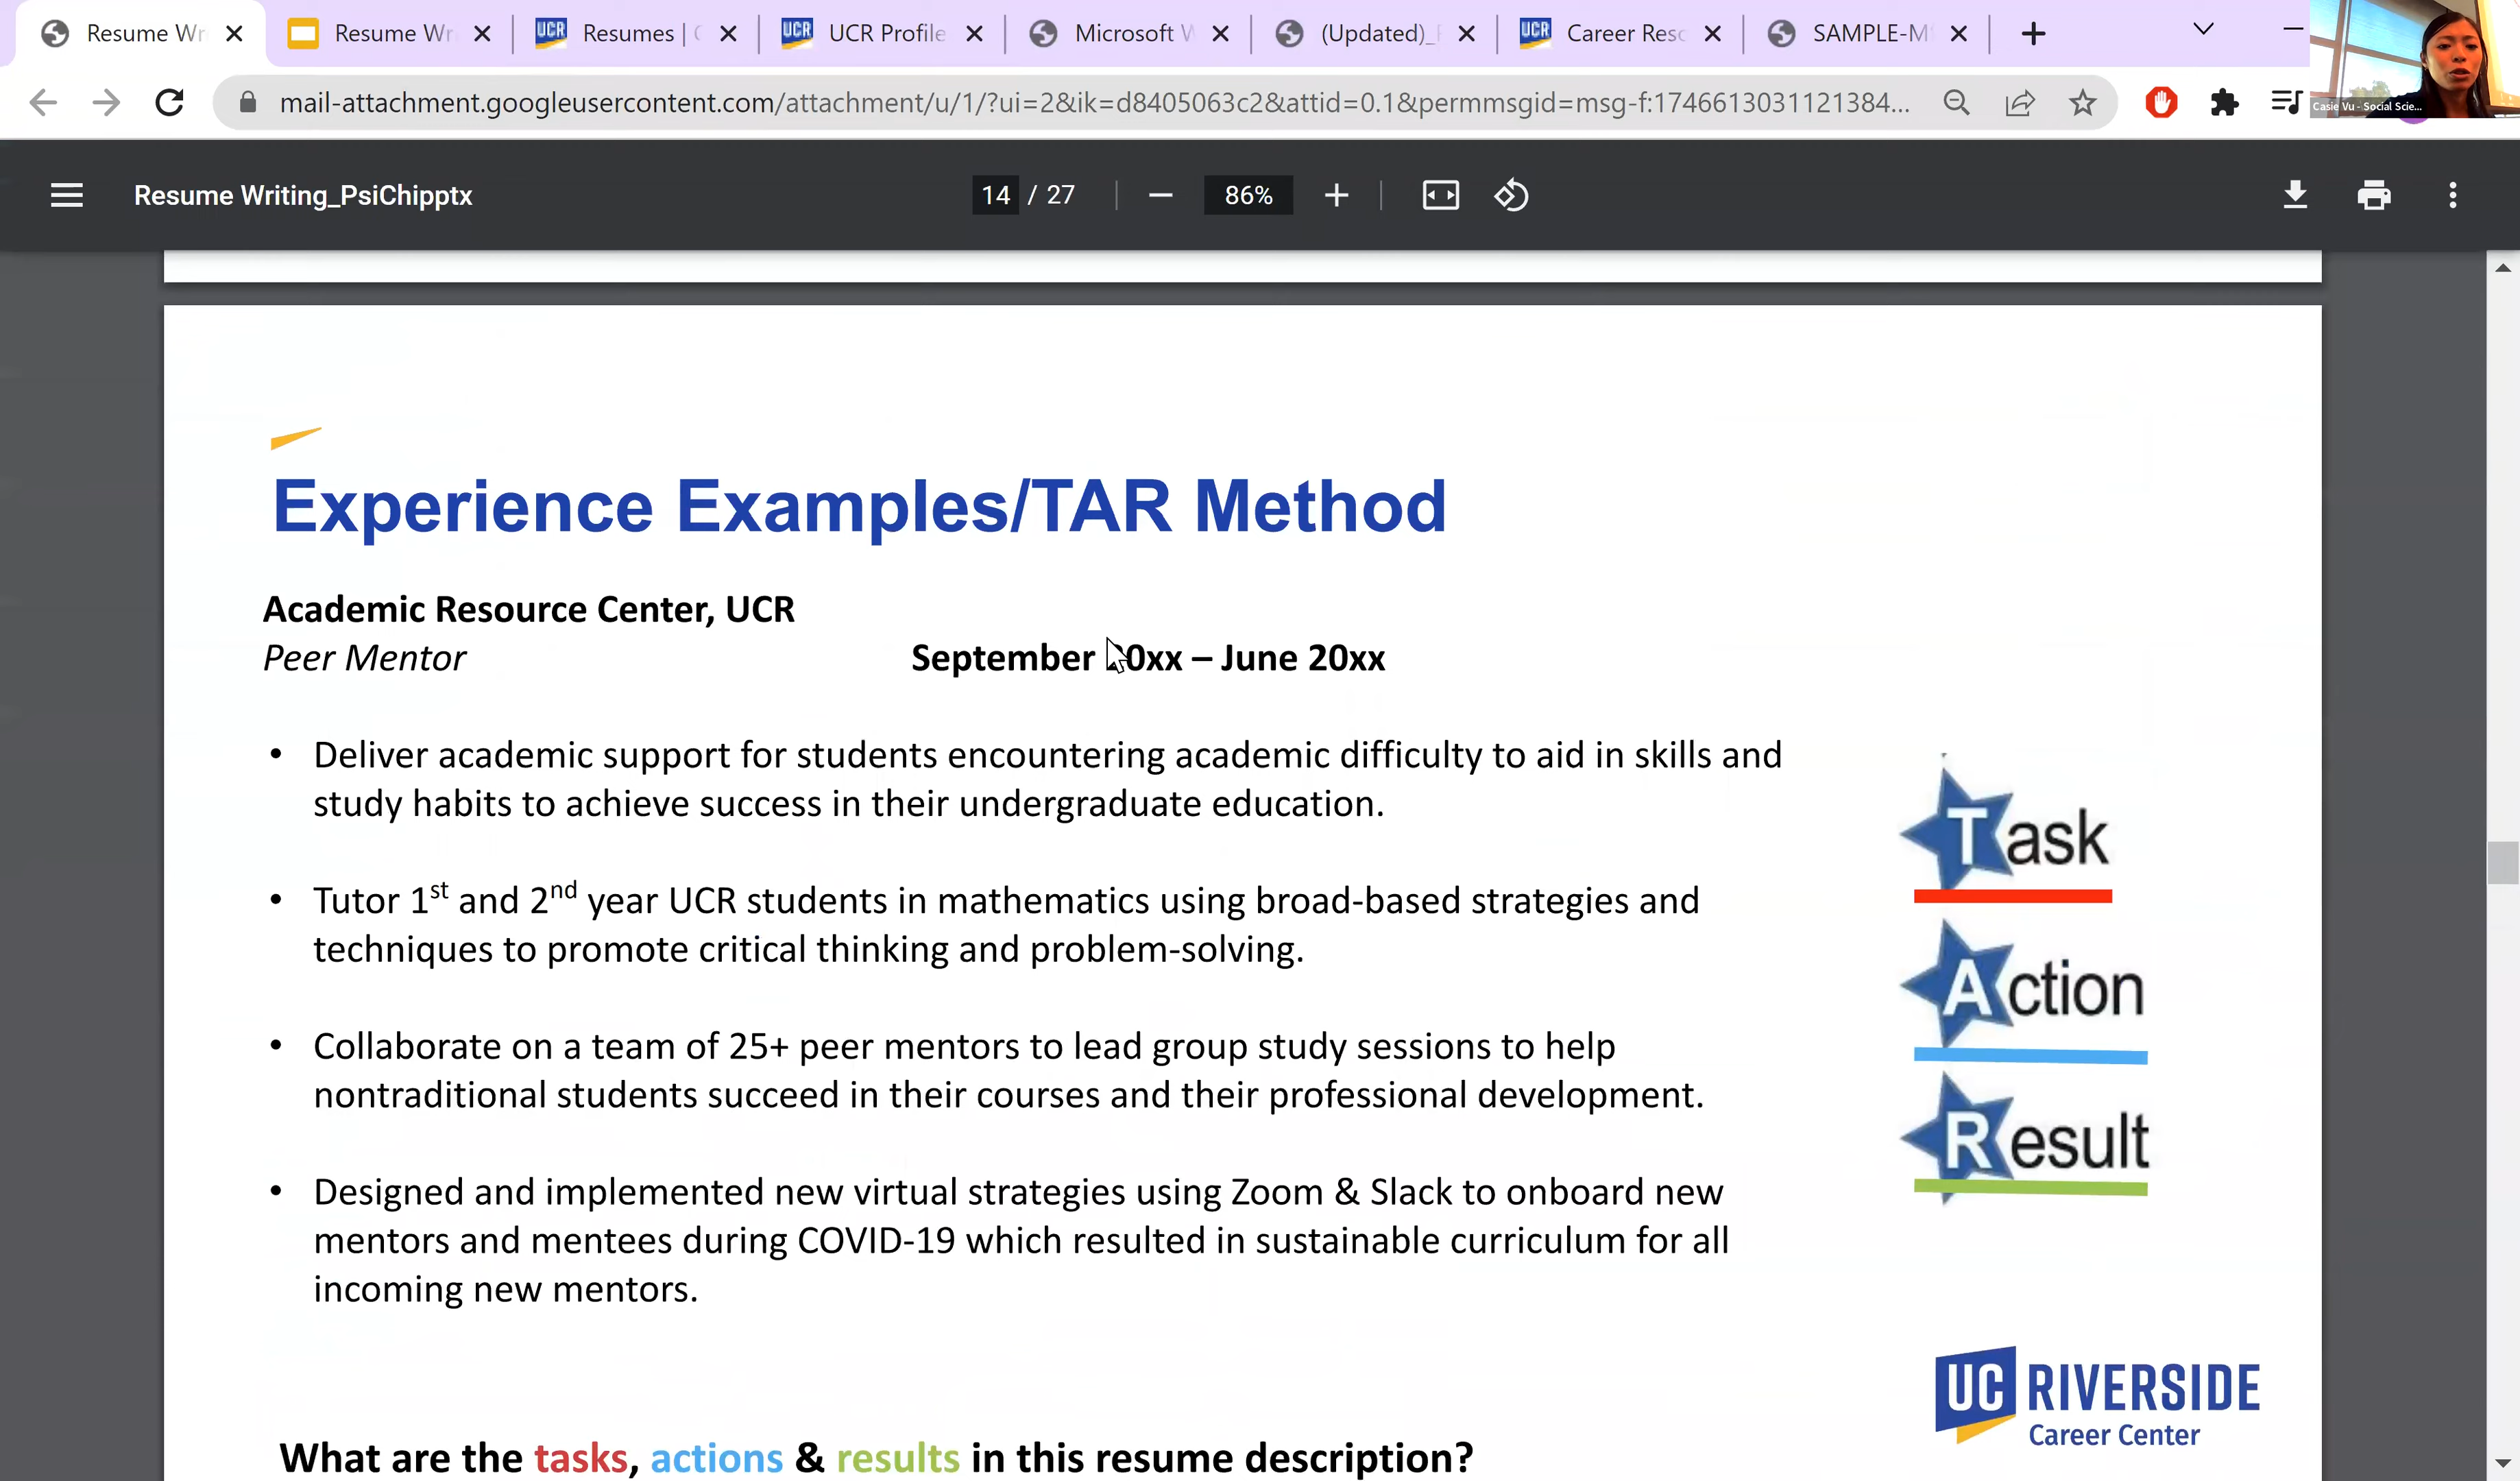 Resume Wr
Resume Wr
Resumes |
UCR Profile
Microsoft W
(Updated)_
Career Reso
SAMPLE-M
mail-attachment.googleusercontent.com/attachment/u/1/?ui=2&ik=d8405063c2&attid=0.1&permmsgid=msg-f:1746613031121384...
Casie Vu - Social Scie...
Resume Writing_PsiChipptx
14 / 27
86%
Experience Examples/TAR Method
Academic Resource Center, UCR
Peer Mentor
September 20xx – June 20xx
• Deliver academic support for students encountering academic difficulty to aid in skills and
study habits to achieve success in their undergraduate education.
• Tutor 1st and 2nd year UCR students in mathematics using broad-based strategies and
techniques to promote critical thinking and problem-solving.
• Collaborate on a team of 25+ peer mentors to lead group study sessions to help
nontraditional students succeed in their courses and their professional development.
• Designed and implemented new virtual strategies using Zoom & Slack to onboard new
mentors and mentees during COVID-19 which resulted in sustainable curriculum for all
incoming new mentors.
Task
Action
Result
What are the tasks, actions & results in this resume description?
UC RIVERSIDE
Career Center